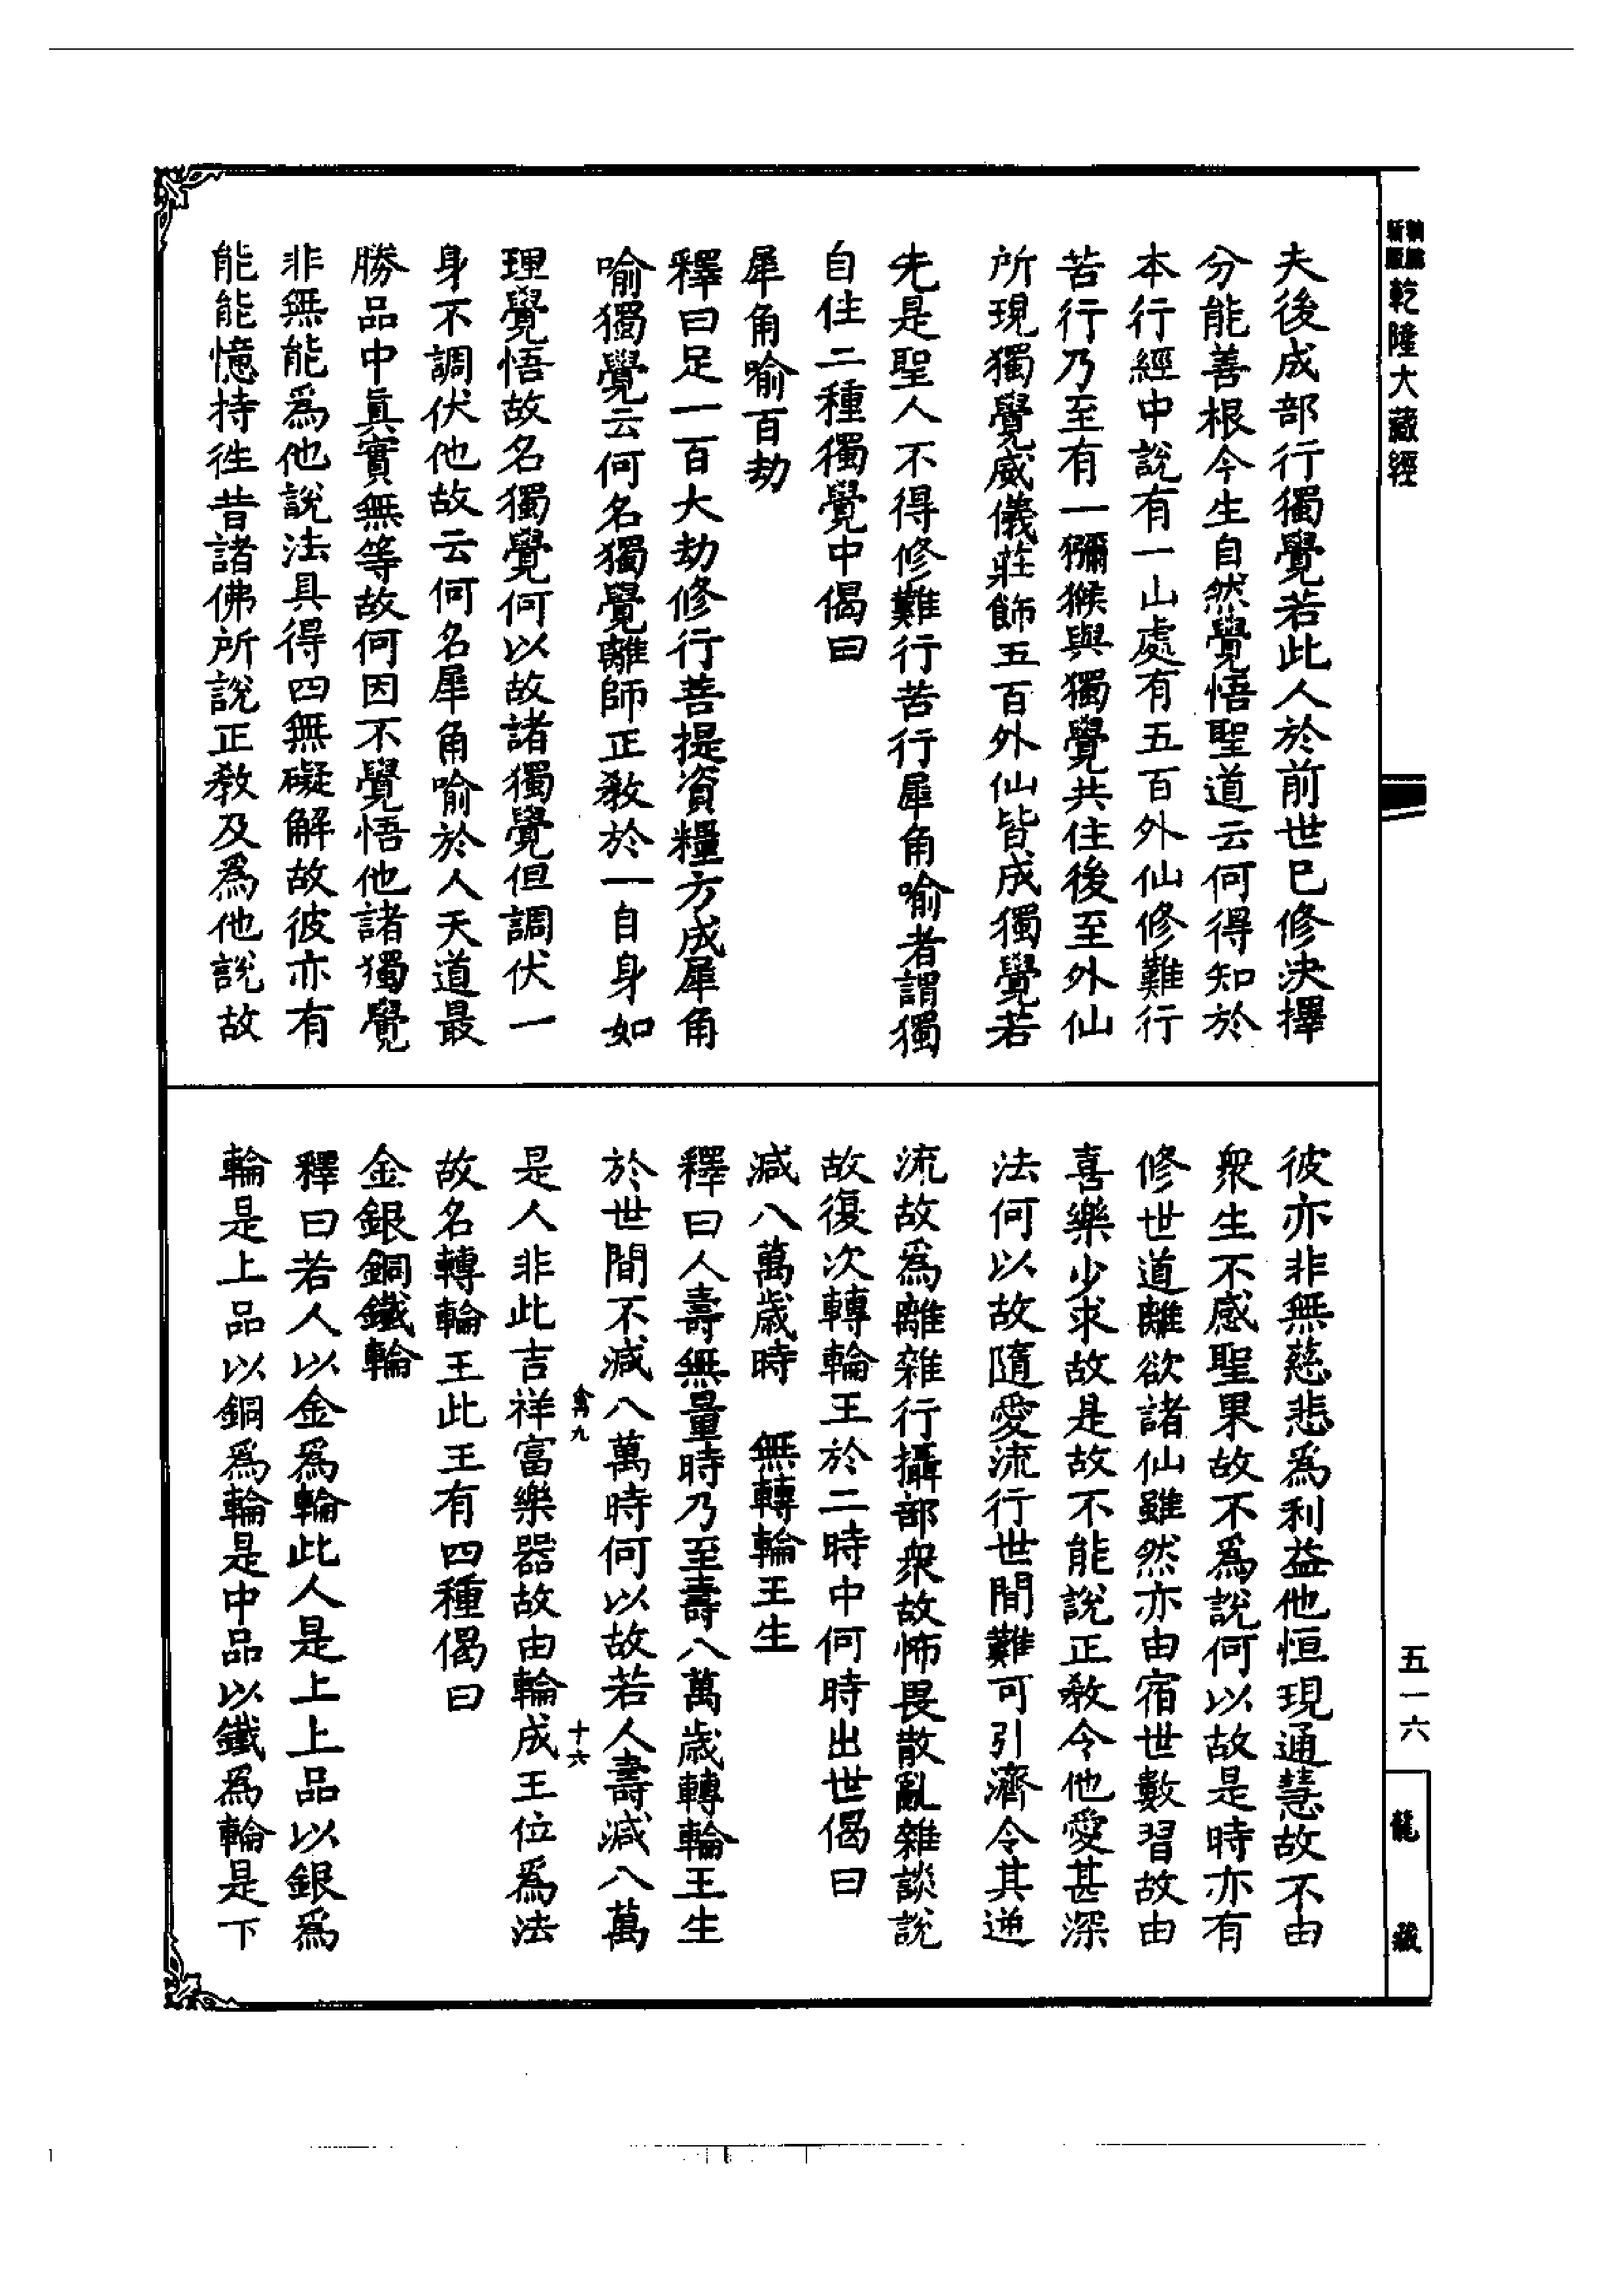 乾隆大藏經
夫後成部行獨覺若此人於前世巳修決擇
分能善根今生自然覺悟聖道云何得知於
本行經中說有一山處有五百外仙修難行
苦行乃至有一獼猴與獨覺共住後至外仙
所現獨覺威儀莊飾五百外仙皆成獨覺若
先是聖人不得修難行苦行犀角喻者謂獨
自住二種獨覺中偈曰
犀角喻百劫
釋曰足一百大劫修行菩提資糧方成犀角
喻獨覺云何名獨覺離師正教於一自身如
理覺悟故名獨覺何以故諸獨覺但調伏一
身不調伏他故云何名犀角喻於人天道最
勝品中眞實無等故何因不覺悟他諸獨覺
非無能爲他說法具得四無礙解故彼亦有
能能憶持徃昔諸佛所說正教及爲他說故
彼亦非無慈悲爲利益他恒現通慧故不由
衆生不感聖果故不爲說何以故是時亦有
修世道離欲諸仙雖然亦由宿世數習故由
喜樂少求故是故不能說正教令他愛甚深
法何以故隨愛流行世間難可引濟令其逆
流故爲離雜行攝部衆故怖畏散亂雜談說
故復次轉輪王於二時中何時出世偈曰
減八萬歲時　無轉輪王生
釋曰人壽無量時乃至壽八萬歲轉輪王生
於世間不減八萬時何以故若人壽減八萬
禽九
十六
是人非此吉祥富樂器故由輪成王位爲法
故名轉輪王此王有四種偈曰
金銀銅鐵輪
釋曰若人以金爲輪此人是上上品以銀爲
輪是上品以銅爲輪是中品以鐵爲輪是下
五一六
龍藏